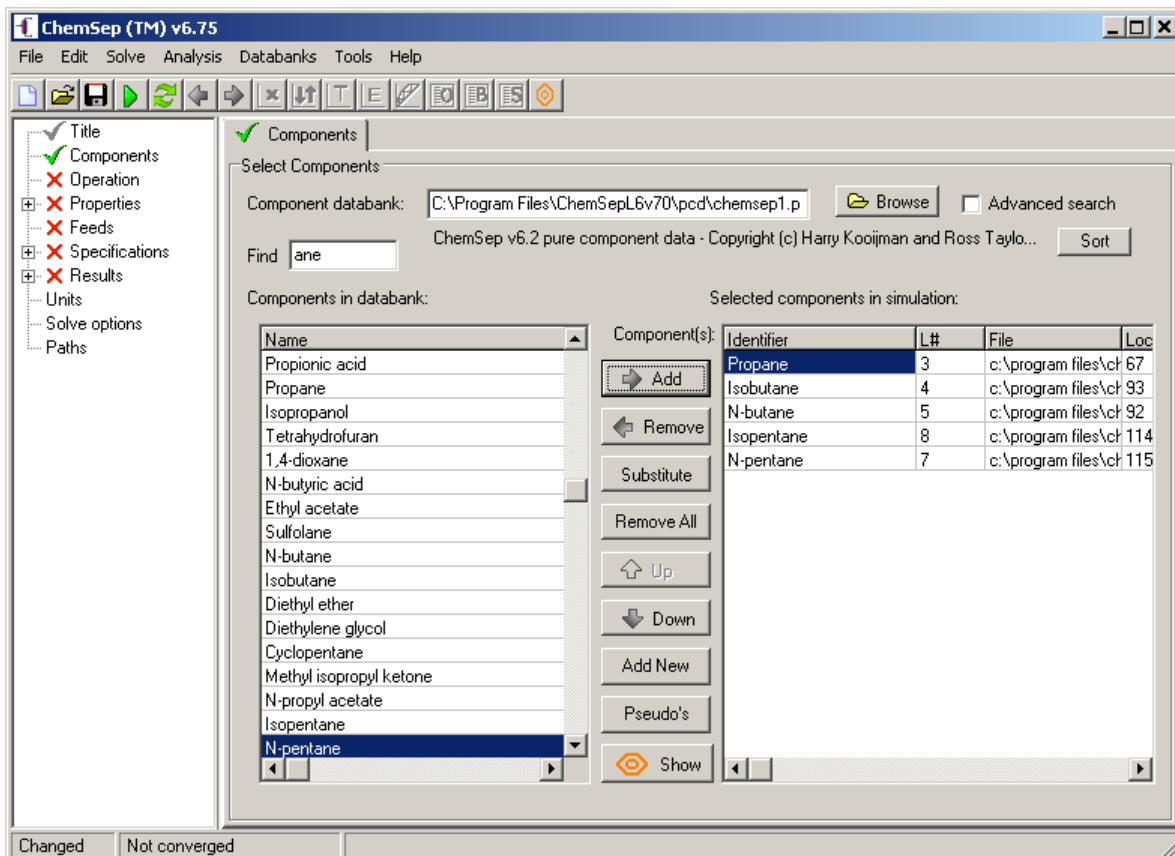 ChemSep (TM) v6.75
File Edit Solve Analysis Databanks Tools Help
T E O B S
Title
Components
Operation
Properties
Feeds
Specifications
Results
Units
Solve options
Paths
Components
Select Components
Component databank: C:\Program Files\ChemSepL6v70\pcd\chemsep1.p Browse Advanced search
ChemSep v6.2 pure component data - Copyright (c) Harry Kooijman and Ross Taylo... Sort
Find ane
Components in databank:
Name
Propionic acid
Propane
Isopropanol
Tetrahydrofuran
1,4-dioxane
N-butyric acid
Ethyl acetate
Sulfolane
N-butane
Isobutane
Diethyl ether
Diethylene glycol
Cyclopentane
Methyl isopropyl ketone
N-propyl acetate
Isopentane
N-pentane
Component(s):
Add
Remove
Substitute
Remove All
Up
Down
Add New
Pseudo's
Show
Selected components in simulation:
Identifier L# File Loc
Propane 3 c:\program files\ch 67
Isobutane 4 c:\program files\ch 93
N-butane 5 c:\program files\ch 92
Isopentane 8 c:\program files\ch 114
N-pentane 7 c:\program files\ch 115
Changed Not converged